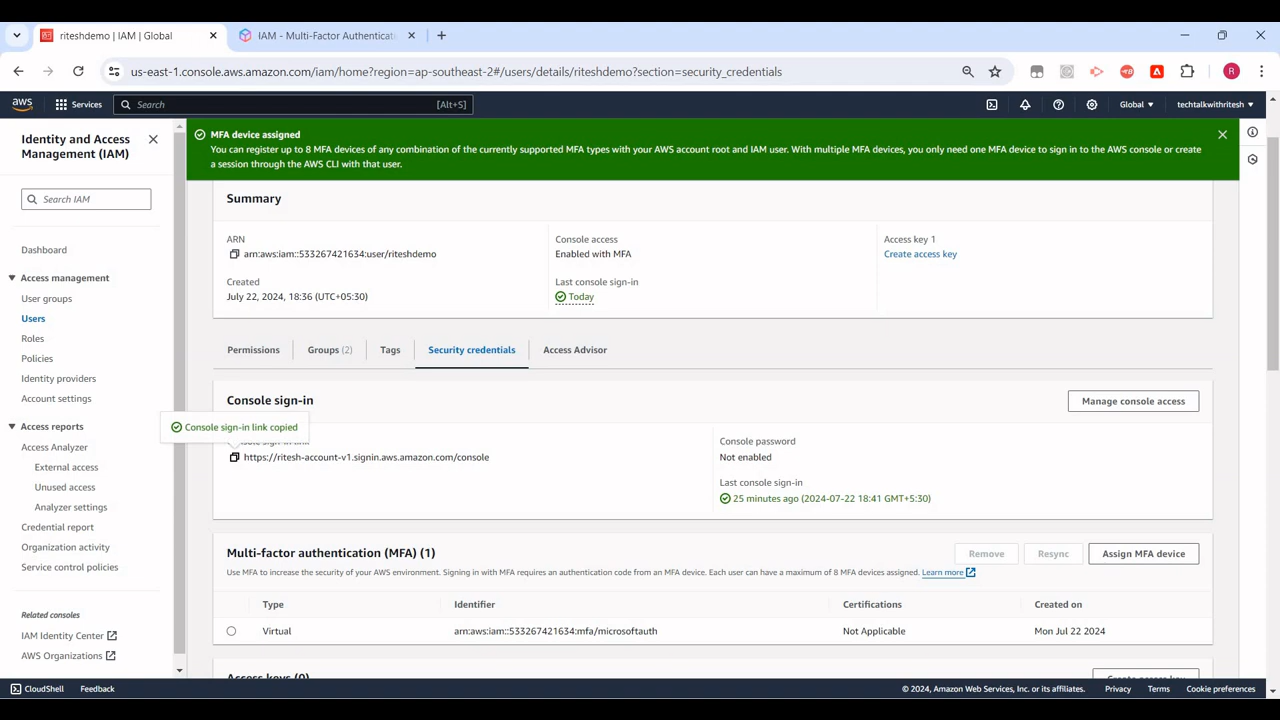 riteshdemo | IAM | Global
IAM - Multi-Factor Authenticati
us-east-1.console.aws.amazon.com/iam/home?region=ap-southeast-2#/users/details/riteshdemo?section=security_credentials
R
aws
Services
Search
[Alt+S]
Global
techtalkwithritesh
Identity and Access
Management (IAM)
Search IAM
Dashboard
Access management
User groups
Users
Roles
Policies
Identity providers
Account settings
Access reports
Access Analyzer
External access
Unused access
Analyzer settings
Credential report
Organization activity
Service control policies
Related consoles
IAM Identity Center
AWS Organizations
MFA device assigned
You can register up to 8 MFA devices of any combination of the currently supported MFA types with your AWS account root and IAM user. With multiple MFA devices, you only need one MFA device to sign in to the AWS console or create
a session through the AWS CLI with that user.
Summary
ARN
arn:aws:iam::533267421634:user/riteshdemo
Console access
Enabled with MFA
Access key 1
Create access key
Created
July 22, 2024, 18:36 (UTC+05:30)
Last console sign-in
Today
Permissions
Groups (2)
Tags
Security credentials
Access Advisor
Console sign-in
Manage console access
Console sign-in link copied
https://ritesh-account-v1.signin.aws.amazon.com/console
Console password
Not enabled
Last console sign-in
25 minutes ago (2024-07-22 18:41 GMT+5:30)
Multi-factor authentication (MFA) (1)
Remove
Resync
Assign MFA device
Use MFA to increase the security of your AWS environment. Signing in with MFA requires an authentication code from an MFA device. Each user can have a maximum of 8 MFA devices assigned. Learn more
Type
Identifier
Certifications
Created on
Virtual
arn:aws:iam::533267421634:mfa/microsoftauth
Not Applicable
Mon Jul 22 2024
Access keys (0)
Create access key
CloudShell
Feedback
© 2024, Amazon Web Services, Inc. or its affiliates.
Privacy
Terms
Cookie preferences